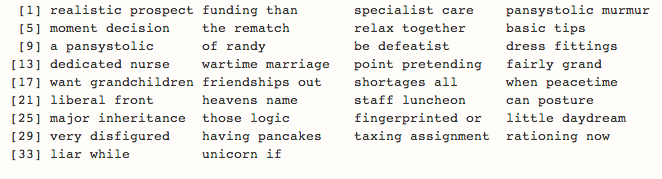 [1] realistic prospect funding than specialist care pansystolic murmur
[5] moment decision the rematch relax together basic tips
[9] a pansystolic of randy be defeatist dress fittings
[13] dedicated nurse wartime marriage point pretending fairly grand
[17] want grandchildren friendships out shortages all when peacetime
[21] liberal front heavens name staff luncheon can posture
[25] major inheritance those logic fingerprinted or little daydream
[29] very disfigured having pancakes taxing assignment rationing now
[33] liar while unicorn if